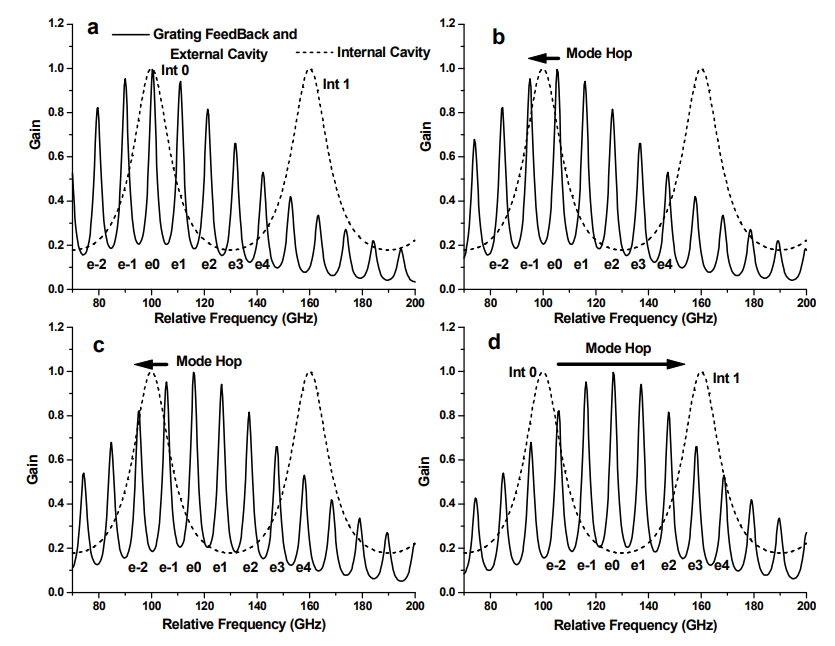 a
Grating FeedBack and
External Cavity
Internal Cavity
Int 0
Int 1
1.2
1.0
0.8
0.6
0.4
0.2
0.0
Gain
e-2 e-1 e0 e1 e2 e3 e4
80 100 120 140 160 180 200
Relative Frequency (GHz)
b
Mode Hop
1.2
1.0
0.8
0.6
0.4
0.2
0.0
Gain
e-2 e-1 e0 e1 e2 e3 e4
80 100 120 140 160 180 200
Relative Frequency (GHz)
c
Mode Hop
1.2
1.0
0.8
0.6
0.4
0.2
0.0
Gain
e-2 e-1 e0 e1 e2 e3 e4
80 100 120 140 160 180 200
Relative Frequency (GHz)
d
Mode Hop
Int 0
Int 1
1.2
1.0
0.8
0.6
0.4
0.2
0.0
Gain
e-2 e-1 e0 e1 e2 e3 e4
80 100 120 140 160 180 200
Relative Frequency (GHz)